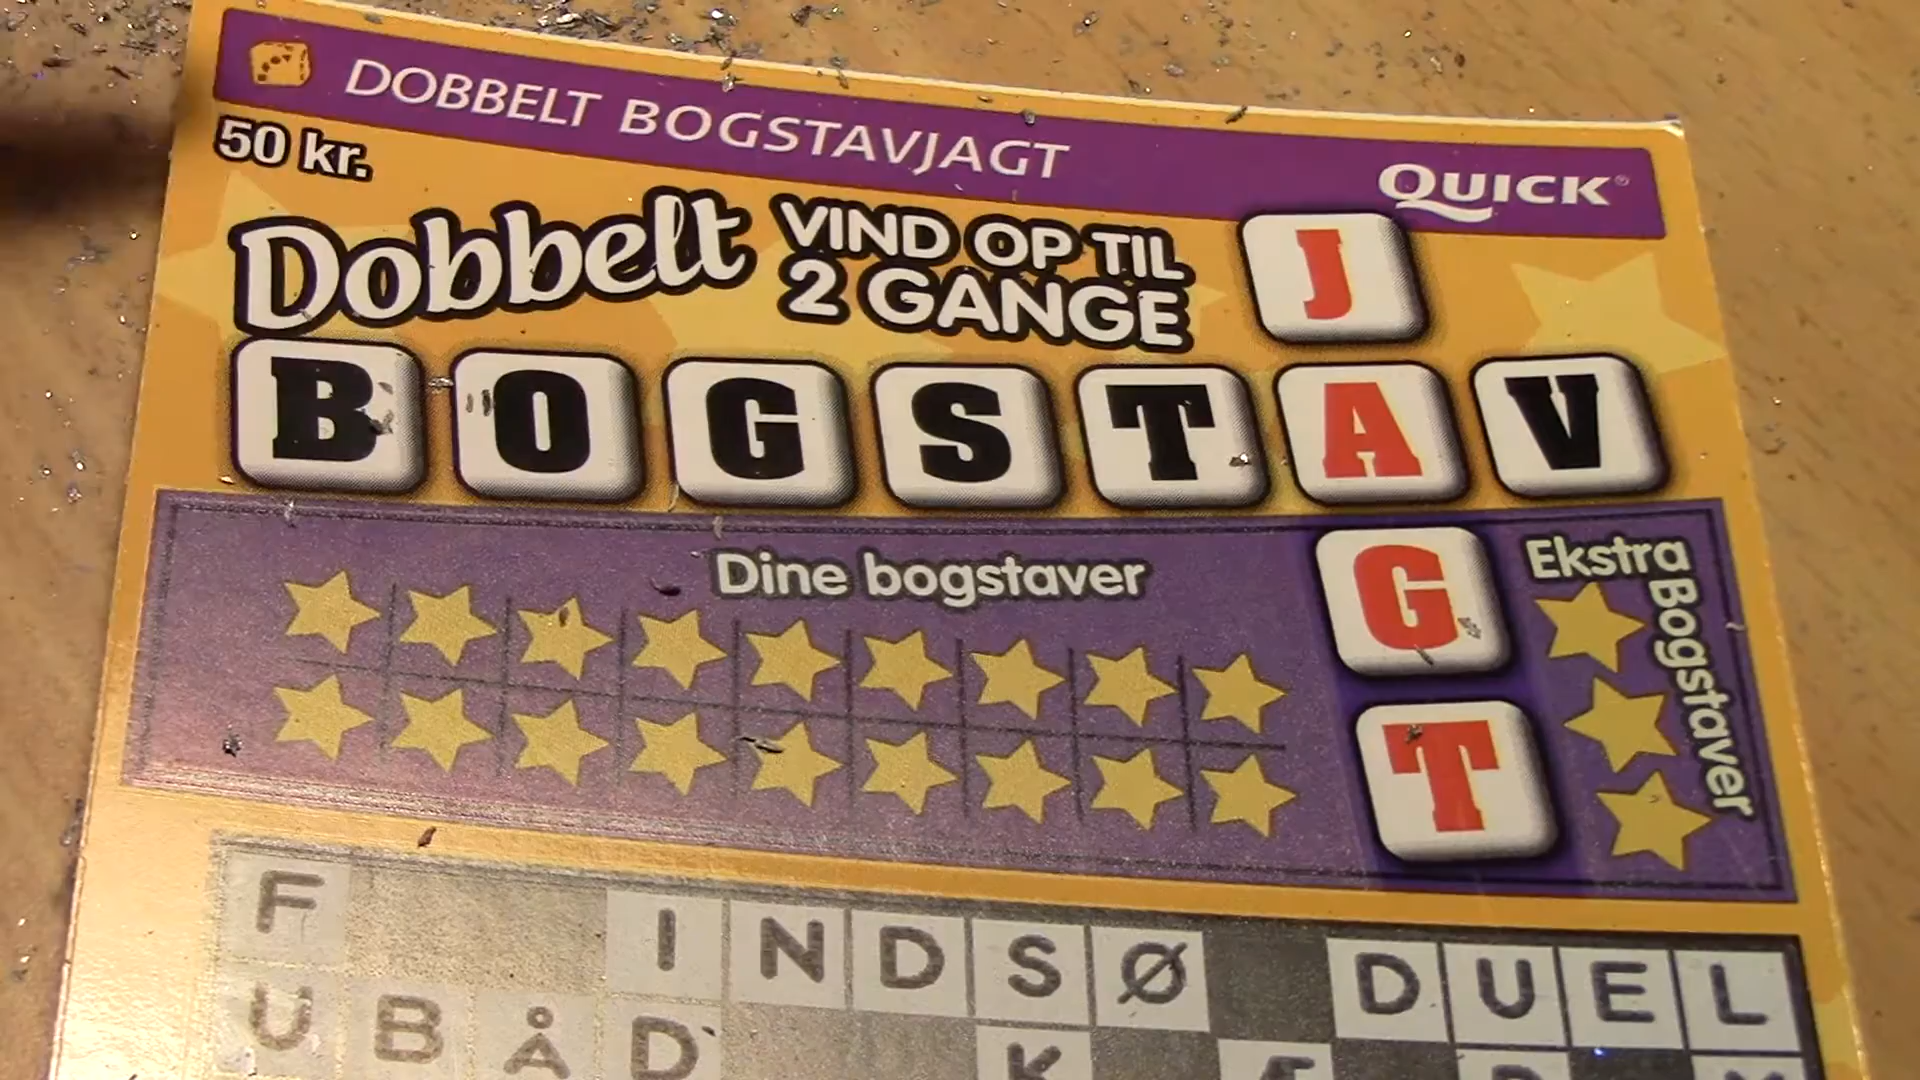 DOBBELT BOGSTAVJAGT
QUICK®
50 kr.
Dobbelt
VIND OP TIL
2 GANGE
J
BOGSTAV
Dine bogstaver
G
T
Ekstra
Bogstaver
F INDSØ DUEL
UBÅD K